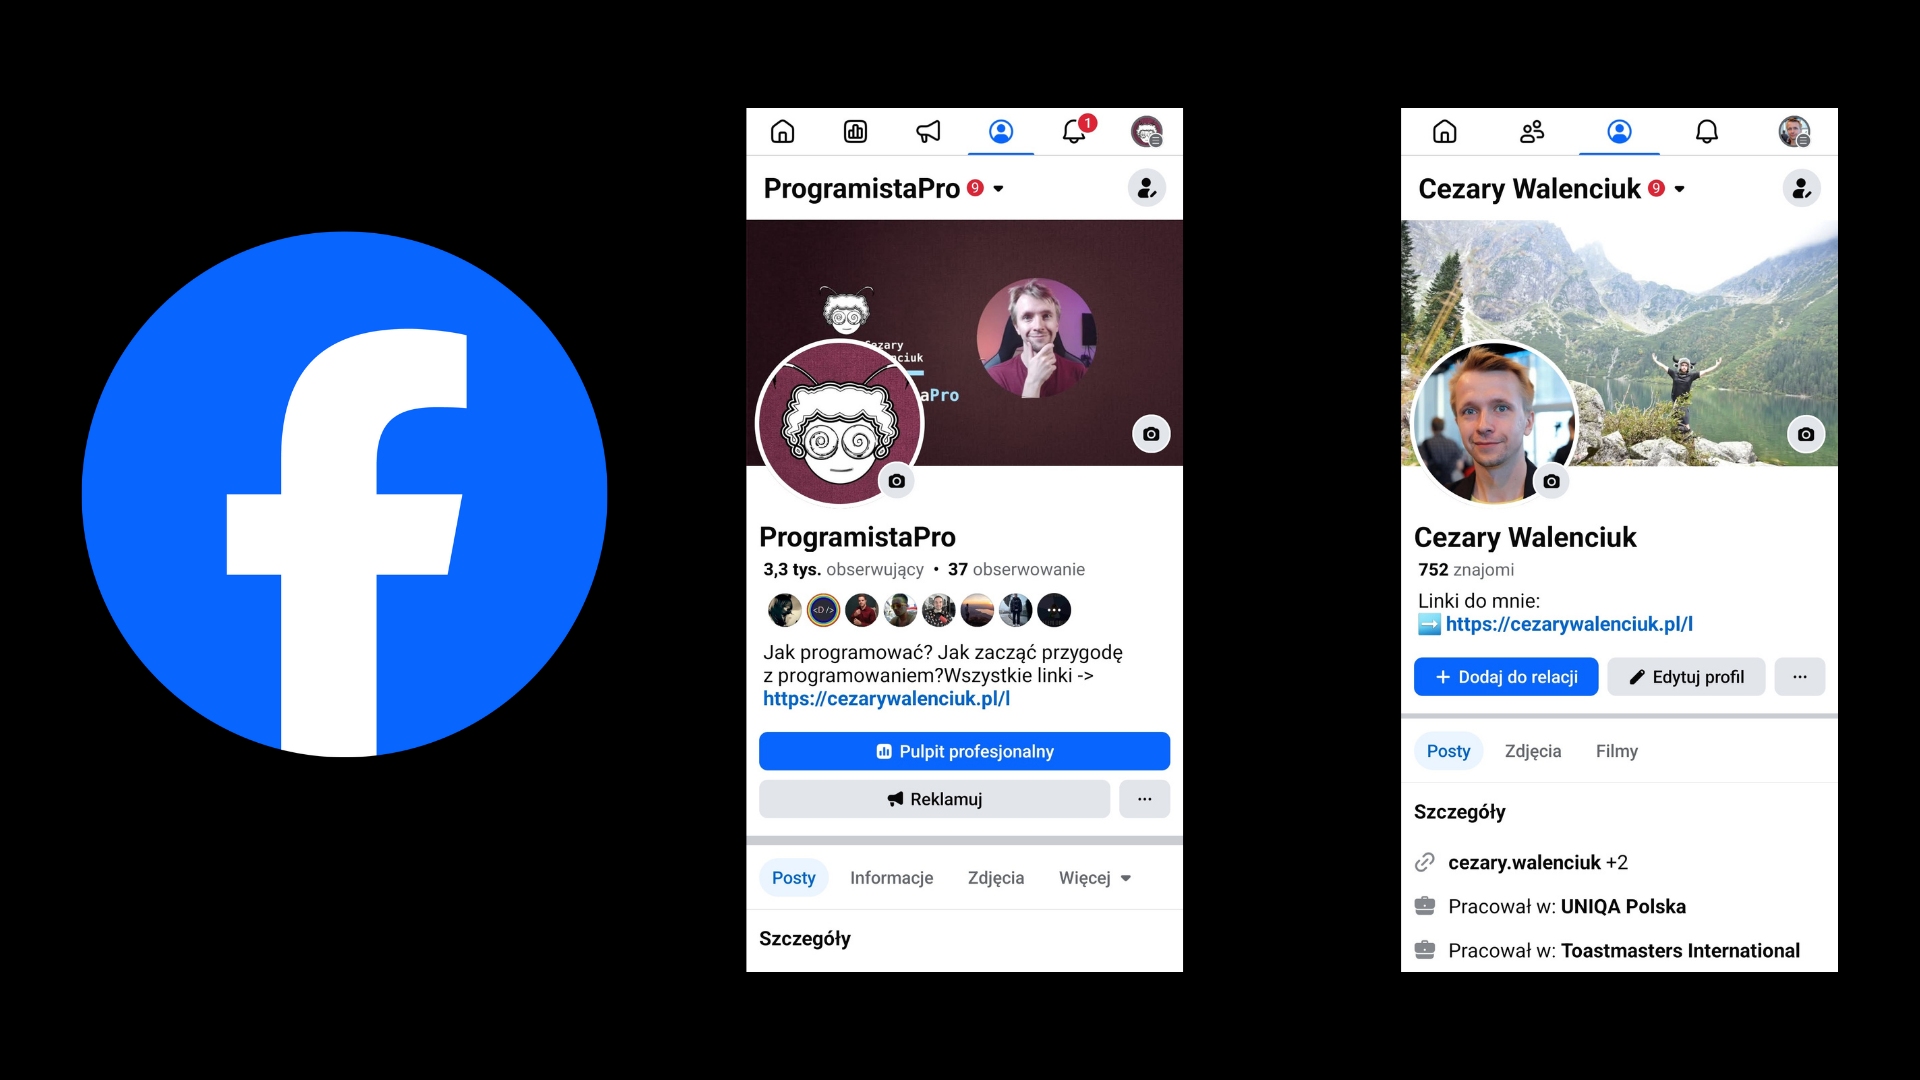 1
ProgramistaPro 9
Cezary
nciuk
aPro
ProgramistaPro
3,3 tys. obserwujący • 37 obserwowanie
<D/>
Jak programować? Jak zacząć przygodę
z programowaniem?Wszystkie linki ->
https://cezarywalenciuk.pl/l
Pulpit profesjonalny
Reklamuj
Posty Informacje Zdjęcia Więcej
Szczegóły
Cezary Walenciuk 9
Cezary Walenciuk
752 znajomi
Linki do mnie:
➡️ https://cezarywalenciuk.pl/l
+ Dodaj do relacji Edytuj profil
Posty Zdjęcia Filmy
Szczegóły
cezary.walenciuk +2
Pracował w: UNIQA Polska
Pracował w: Toastmasters International